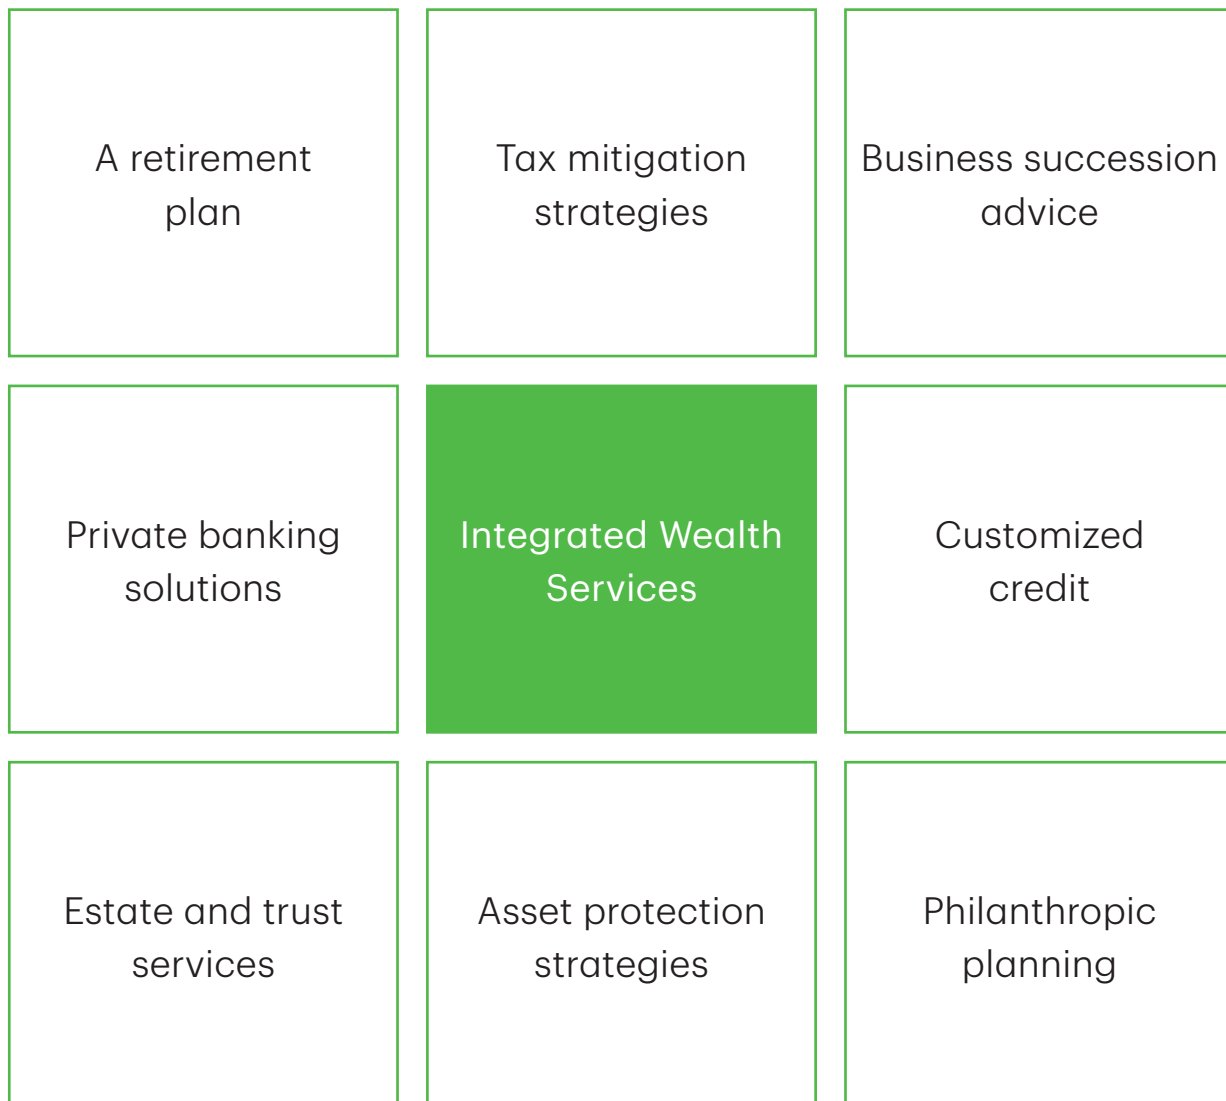 A retirement
plan
Tax mitigation
strategies
Business succession
advice
Private banking
solutions
Integrated Wealth
Services
Customized
credit
Estate and trust
services
Asset protection
strategies
Philanthropic
planning